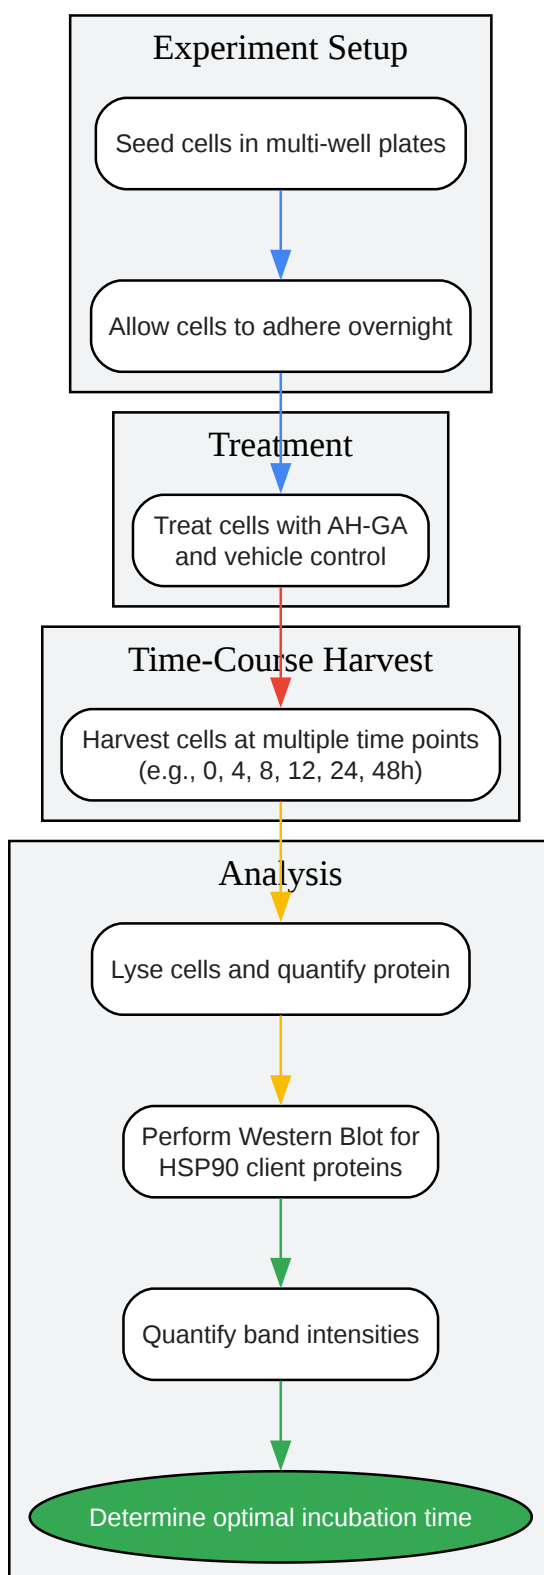 Experiment Setup
Seed cells in multi-well plates
Allow cells to adhere overnight
Treatment
Treat cells with AH-GA
and vehicle control
Time-Course Harvest
Harvest cells at multiple time points
(e.g., 0, 4, 8, 12, 24, 48h)
Analysis
Lyse cells and quantify protein
Perform Western Blot for
HSP90 client proteins
Quantify band intensities
Determine optimal incubation time